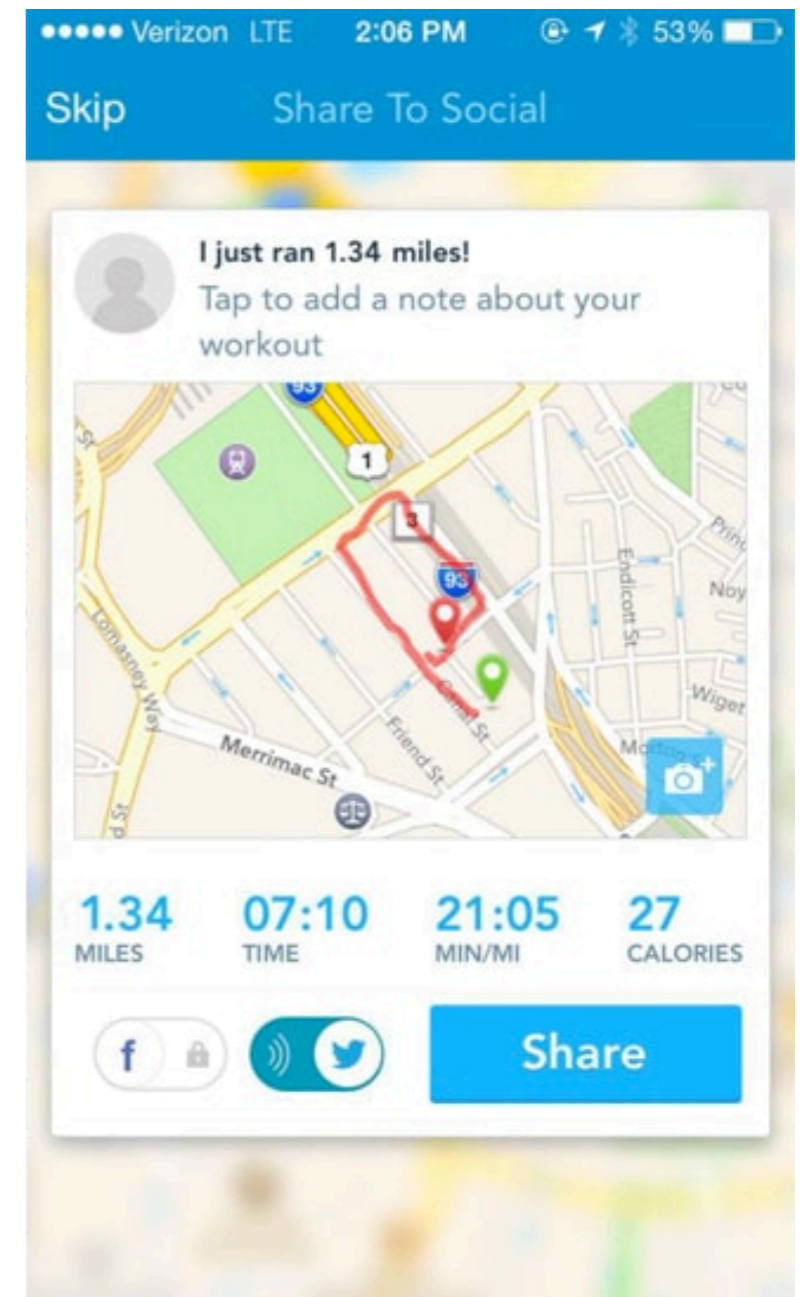 Verizon LTE 2:06 PM 53%
Skip Share To Social
I just ran 1.34 miles!
Tap to add a note about your
workout
93
1
3
93
Endicott St
Noy
Lomasney Way
Canal St
Wiget
Friend St
Merrimac St
1.34 07:10 21:05 27
MILES TIME MIN/MI CALORIES
f Share